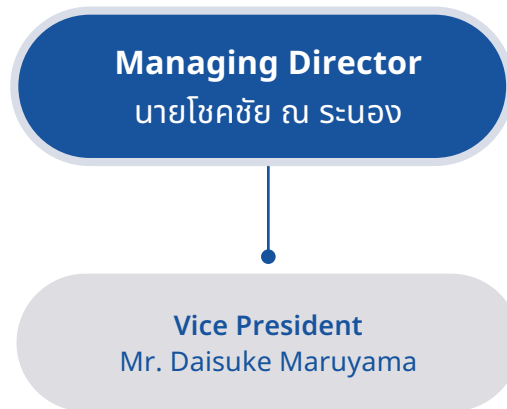 Managing Director
นายโชคชัย ณ ระนอง
Vice President
Mr. Daisuke Maruyama